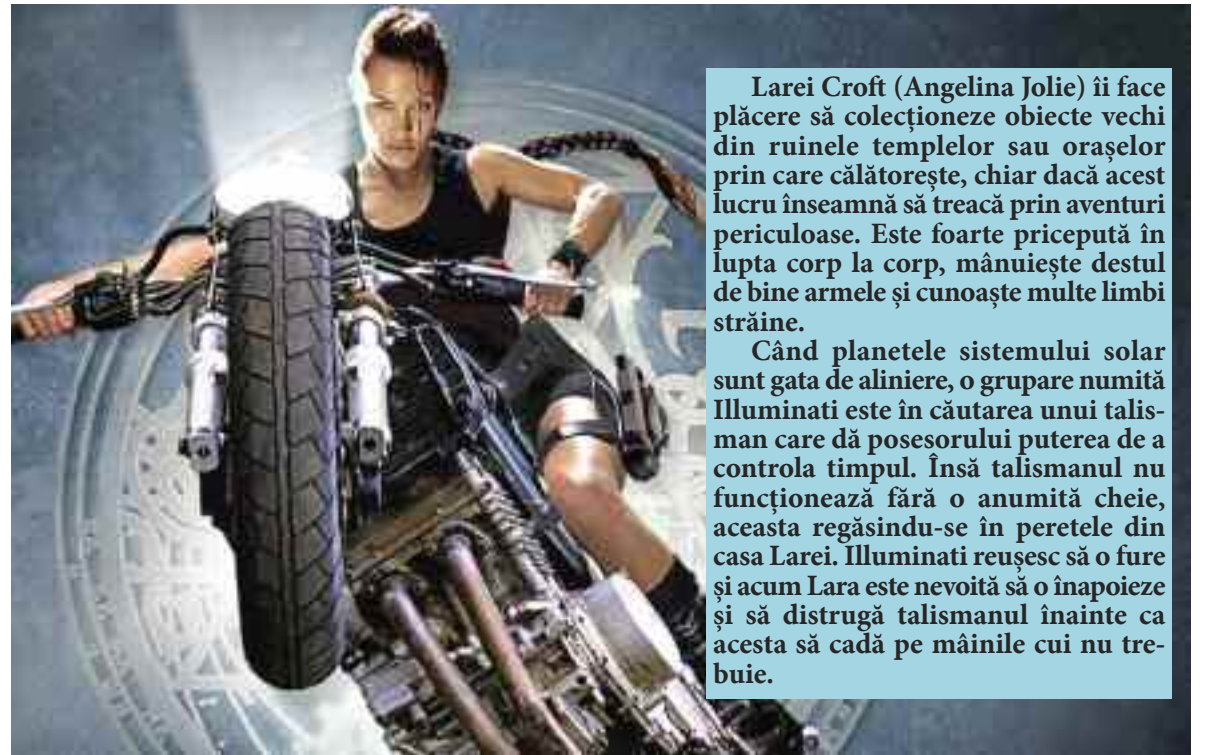 Larei Croft (Angelina Jolie) îi face
plăcere să colecționeze obiecte vechi
din ruinele templelor sau orașelor
prin care călătorește, chiar dacă acest
lucru înseamnă să treacă prin aventuri
periculoase. Este foarte pricepută în
lupta corp la corp, mânuiește destul
de bine armele și cunoaște multe limbi
străine.
Când planetele sistemului solar
sunt gata de aliniere, o grupare numită
Illuminati este în căutarea unui talis-
man care dă posesorului puterea de a
controla timpul. Însă talismanul nu
funcţionează fără o anumită cheie,
aceasta regăsindu-se în peretele din
casa Larei. Illuminati reușesc să o fure
și acum Lara este nevoită să o înapoieze
și să distrugă talismanul înainte ca
acesta să cadă pe mâinile cui nu tre-
buie.